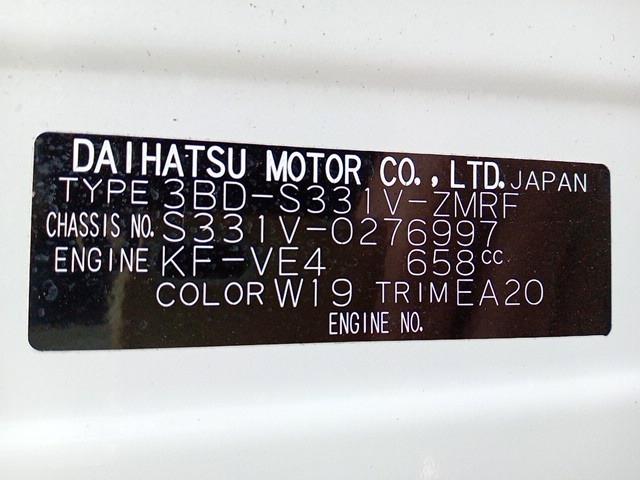 DAIHATSU MOTOR CO., LTD. JAPAN
TYPE 3BD-S331V-ZMRF
CHASSIS NO. S331V-0276997
ENGINE KF-VE4 658cc
COLOR W19 TRIM EA20
ENGINE NO.